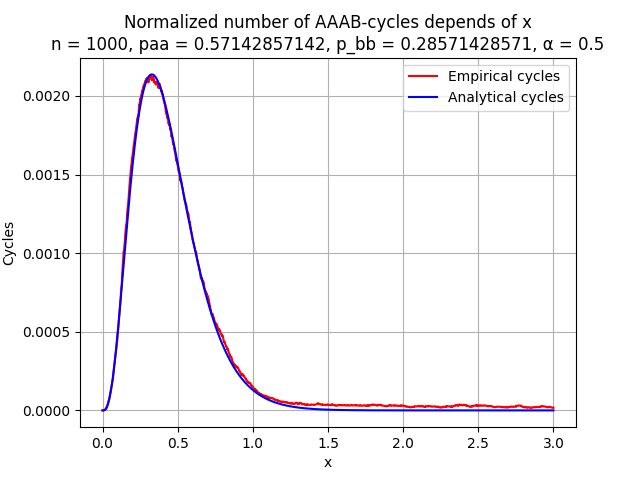 Normalized number of AAAB-cycles depends of x
n = 1000, paa = 0.57142857142, p_bb = 0.28571428571, α = 0.5
Empirical cycles
Analytical cycles
0.0020
0.0015
0.0010
0.0005
0.0000
Cycles
0.0 0.5 1.0 1.5 2.0 2.5 3.0
x